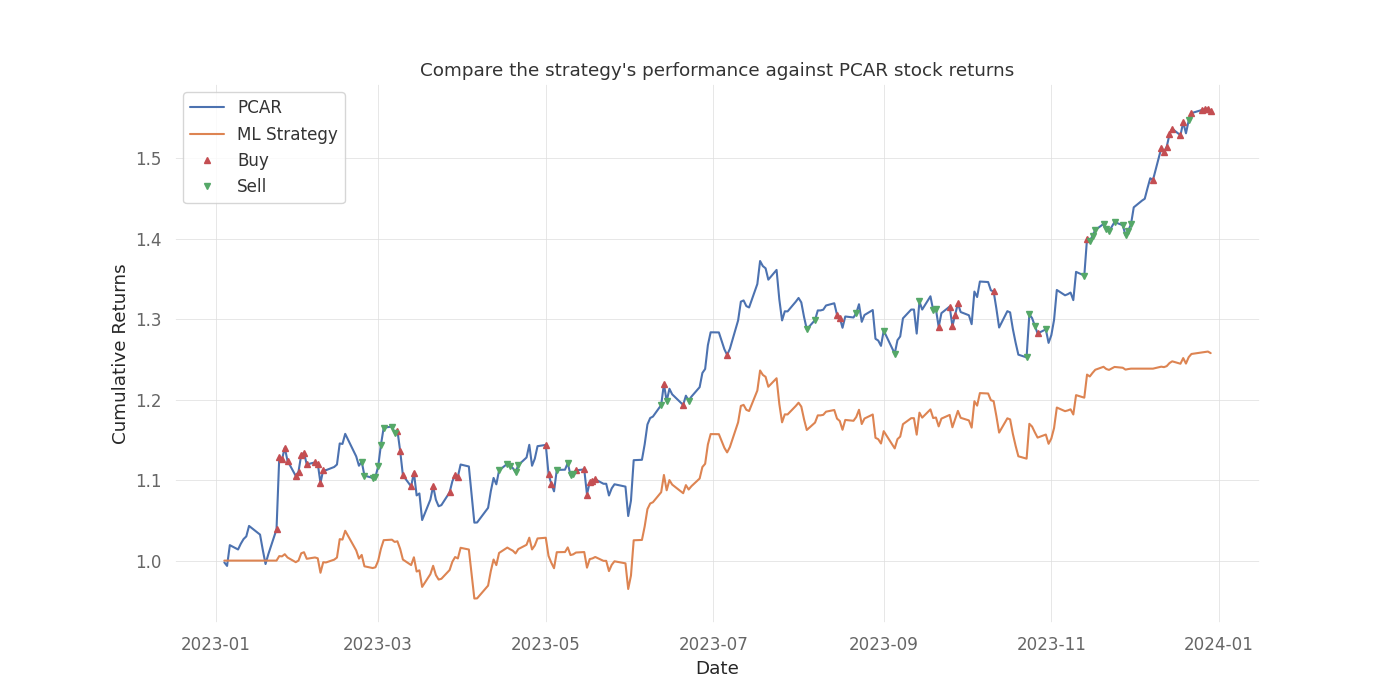 Compare the strategy's performance against PCAR stock returns
PCAR
ML Strategy
Buy
Sell
Cumulative Returns
1.5
1.4
1.3
1.2
1.1
1.0
2023-01 2023-03 2023-05 2023-07 2023-09 2023-11 2024-01
Date